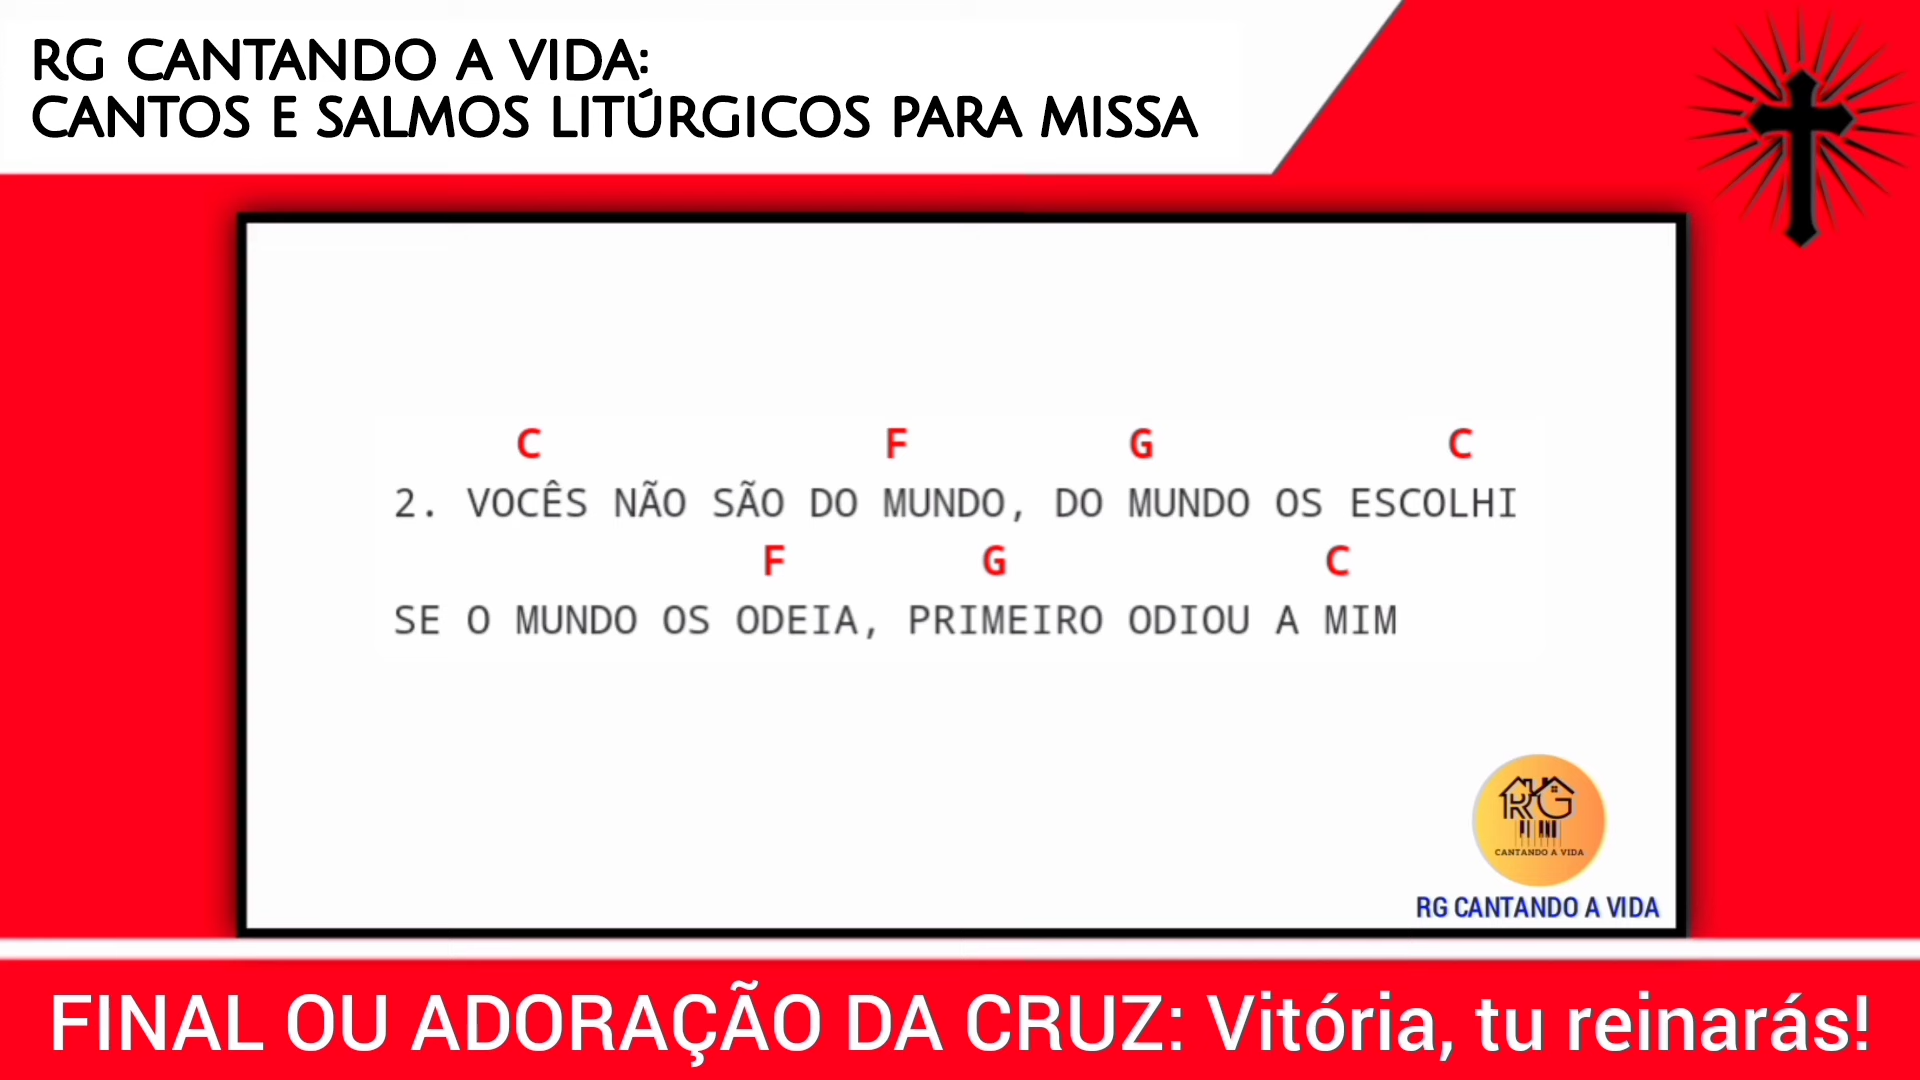 RG CANTANDO A VIDA:
CANTOS E SALMOS LITÚRGICOS PARA MISSA
C F G C
2. VOCÊS NÃO SÃO DO MUNDO, DO MUNDO OS ESCOLHI
F G C
SE O MUNDO OS ODEIA, PRIMEIRO ODIOU A MIM
RG
CANTANDO A VIDA
RG CANTANDO A VIDA
FINAL OU ADORAÇÃO DA CRUZ: Vitória, tu reinarás!